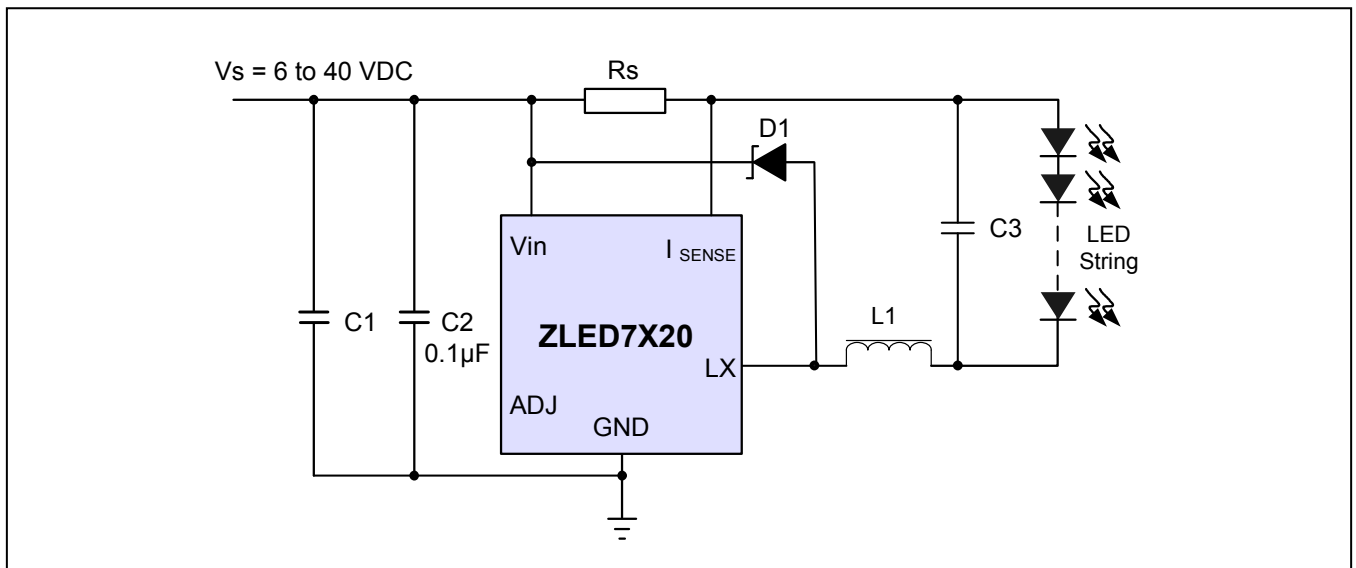 Vs = 6 to 40 VDC
Rs
D1
Vin
I SENSE
C3
LED
String
C1
C2
0.1µF
ZLED7X20
L1
LX
ADJ
GND